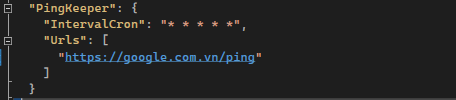 "PingKeeper": {
"IntervalCron": "* * * * *",
"Urls": [
"https://google.com.vn/ping"
]
}